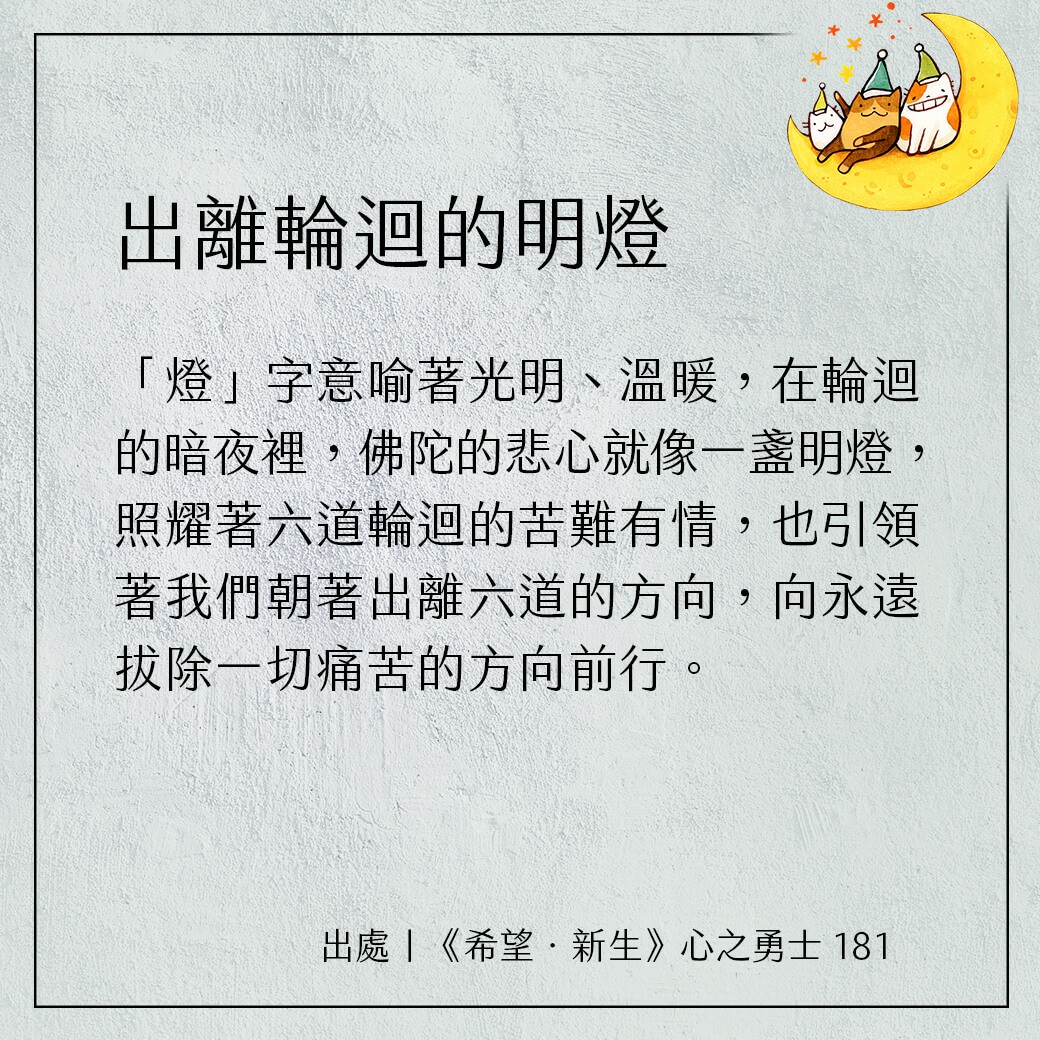 出離輪迴的明燈
「燈」字意喻著光明、溫暖，在輪迴
的暗夜裡，佛陀的悲心就像一盞明燈，
照耀著六道輪迴的苦難有情，也引領
著我們朝著出離六道的方向，向永遠
拔除一切痛苦的方向前行。
出處｜《希望．新生》心之勇士 181